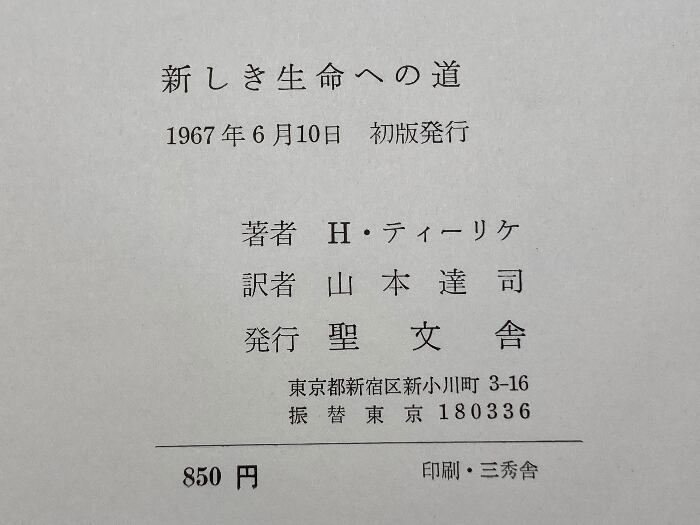 新しき生命への道
1967年6月10日 初版発行
著者 H・ティーリケ
訳者 山本達司
発行 聖文舎
東京都新宿区新小川町 3-16
振替東京 180336
850 円
印刷・三秀舎